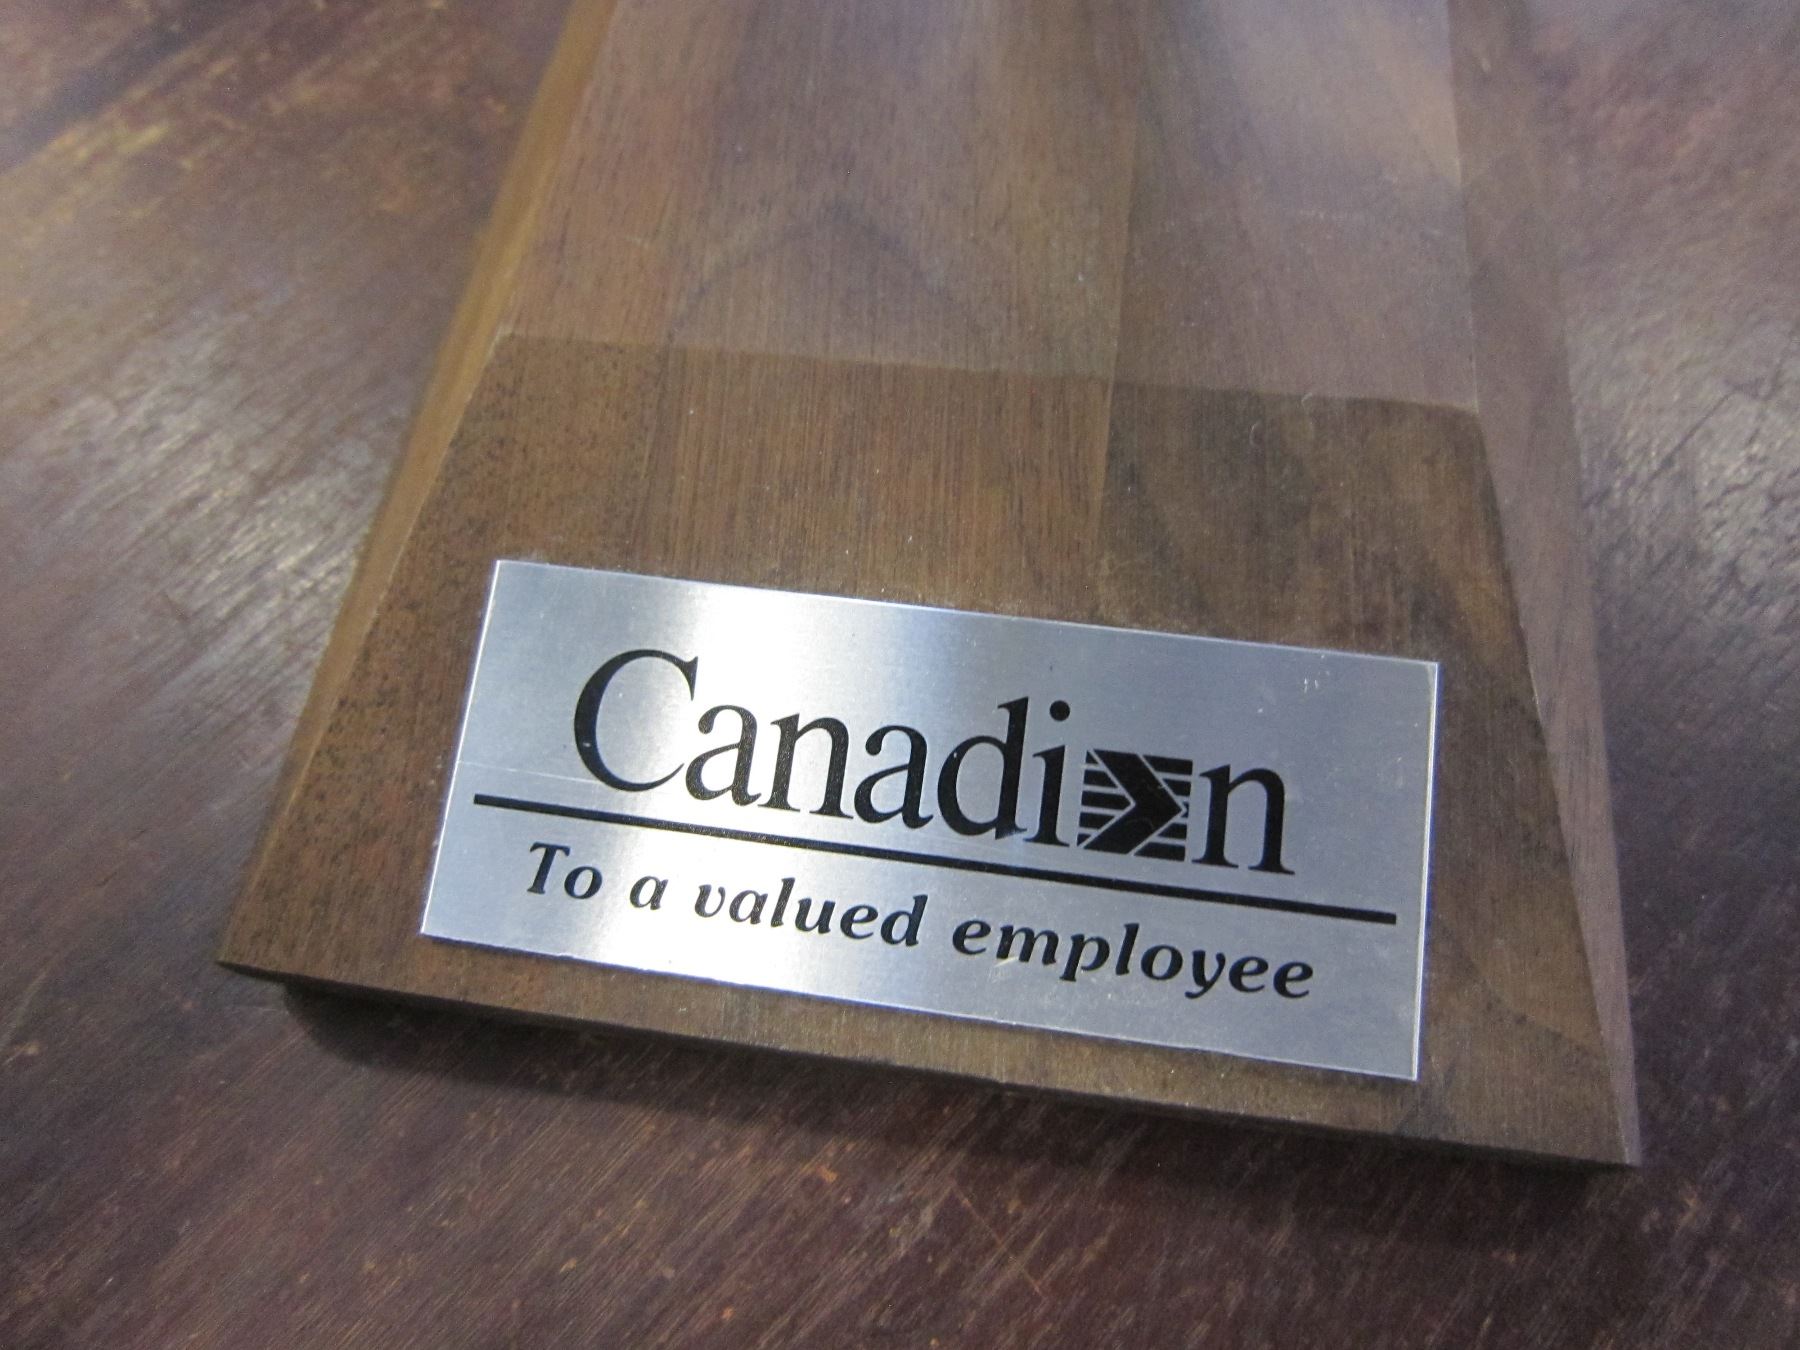 Canadian
To a valued employee